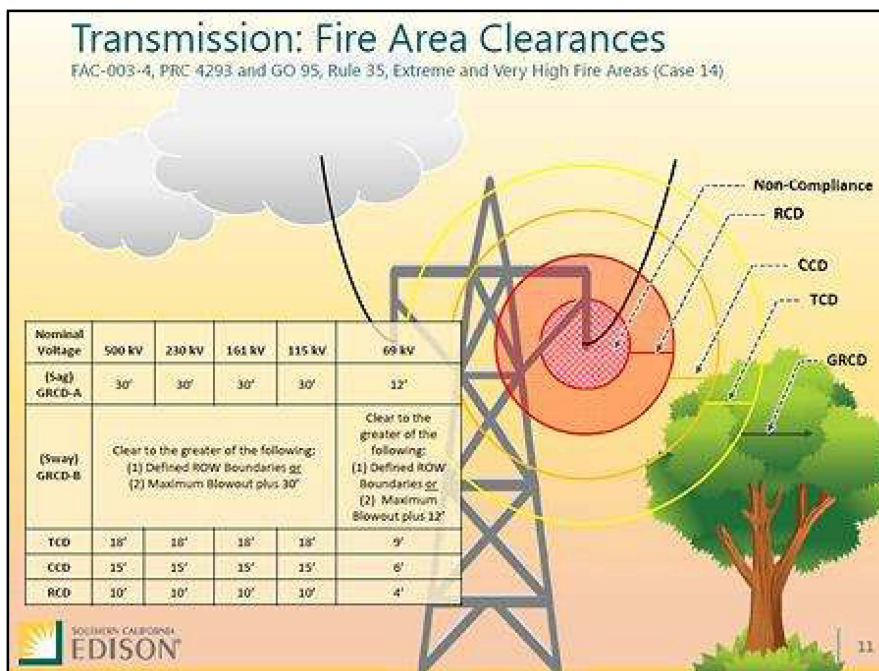 Transmission: Fire Area Clearances
FAC-003-4, PRC 4293 and GO 95, Rule 35, Extreme and Very High Fire Areas (Case 14)
Non-Compliance
RCD
CCD
TCD
GRCD
Nominal Voltage 500 kV 230 kV 161 kV 115 kV 69 kV
(Sag) GRCD-A 30' 30' 30' 30' 12'
(Sway) GRCD-B
Clear to the greater of the following:
(1) Defined ROW Boundaries or
(2) Maximum Blowout plus 30'
Clear to the
greater of the
following:
(1) Defined ROW
Boundaries or
(2) Maximum
Blowout plus 12'
TCD 18' 18' 18' 18' 9'
CCD 15' 15' 15' 15' 6'
RCD 10' 10' 10' 10' 4'
SOUTHERN CALIFORNIA
EDISON®
11